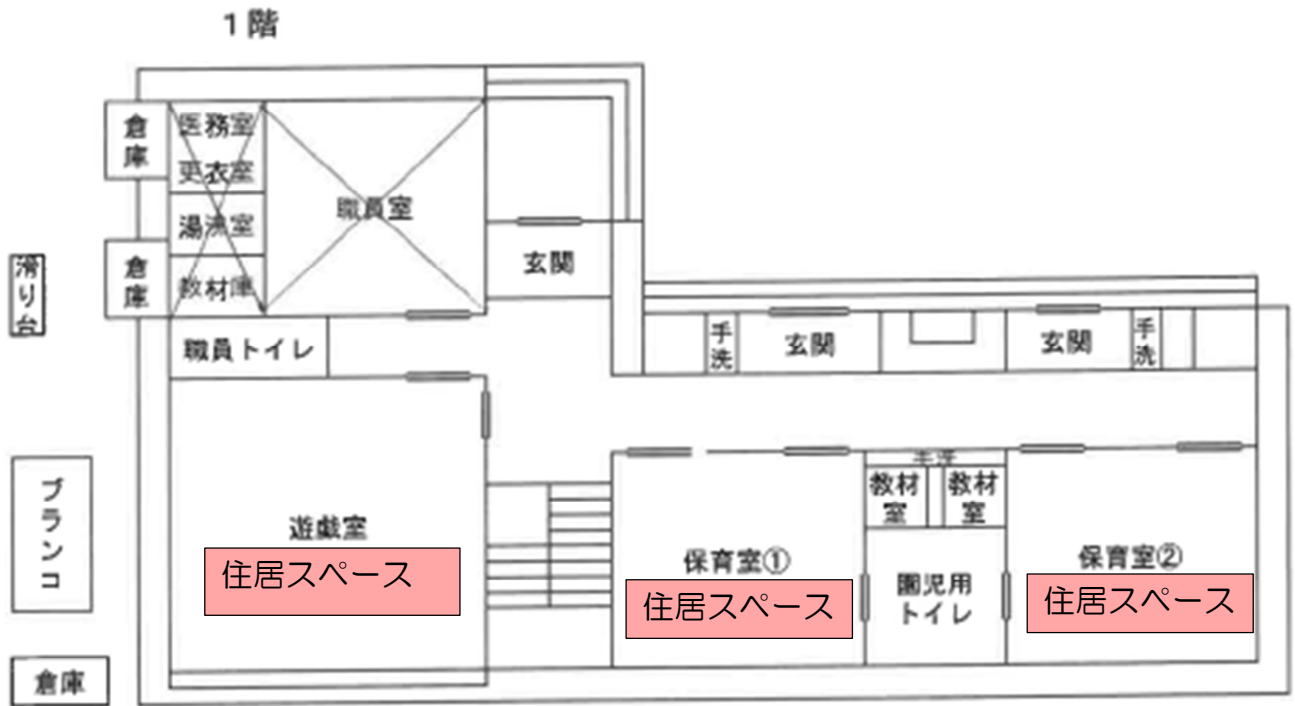 1階
倉庫
医務室
更衣室
湯沸室
教材庫
職員室
倉庫
滑り台
玄関
職員トイレ
手洗
玄関
玄関
手洗
ブランコ
遊戯室
住居スペース
保育室①
住居スペース
手洗
教材室
教材室
園児用
トイレ
保育室②
住居スペース
倉庫